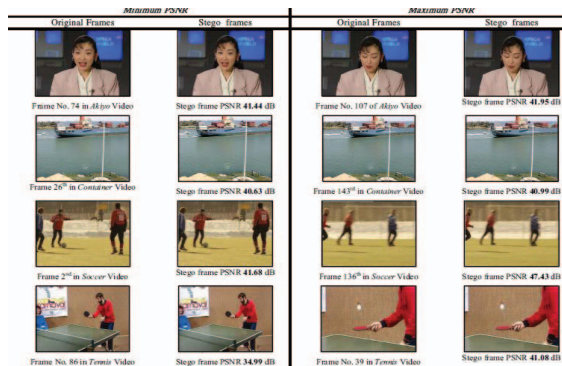 Minimum PSNR Maximum PSNR
Original Frames Stego frames Original Frames Stego frames
Frame No. 74 in Akiyo Video Stego frame PSNR 41.44 dB Frame No. 107 of Akiyo Video Stego frame PSNR 41.95 dB
Frame 26th in Container Video Stego frame PSNR 40.63 dB Frame 143rd in Container Video Stego frame PSNR 40.99 dB
Frame 2nd in Soccer Video Stego frame PSNR 41.68 dB Frame 136th in Soccer Video Stego frame PSNR 47.43 dB
Frame No. 86 in Tennis Video Stego frame PSNR 34.99 dB Frame No. 39 in Tennis Video Stego frame PSNR 41.08 dB